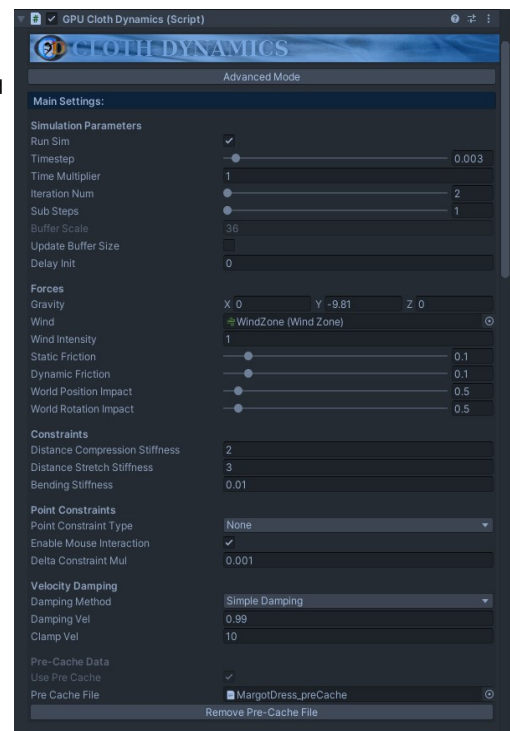 GPU Cloth Dynamics (Script)
CLOTH DYNAMICS
Advanced Mode
Main Settings:
Simulation Parameters
Run Sim
Timestep 0.003
Time Multiplier 1
Iteration Num 2
Sub Steps 1
Buffer Scale 36
Update Buffer Size
Delay Init 0
Forces
Gravity X 0 Y -9.81 Z 0
Wind WindZone (Wind Zone)
Wind Intensity 1
Static Friction 0.1
Dynamic Friction 0.1
World Position Impact 0.5
World Rotation Impact 0.5
Constraints
Distance Compression Stiffness 2
Distance Stretch Stiffness 3
Bending Stiffness 0.01
Point Constraints
Point Constraint Type None
Enable Mouse Interaction
Delta Constraint Mul 0.001
Velocity Damping
Damping Method Simple Damping
Damping Vel 0.99
Clamp Vel 10
Pre-Cache Data
Use Pre Cache
Pre Cache File MargotDress_preCache
Remove Pre-Cache File